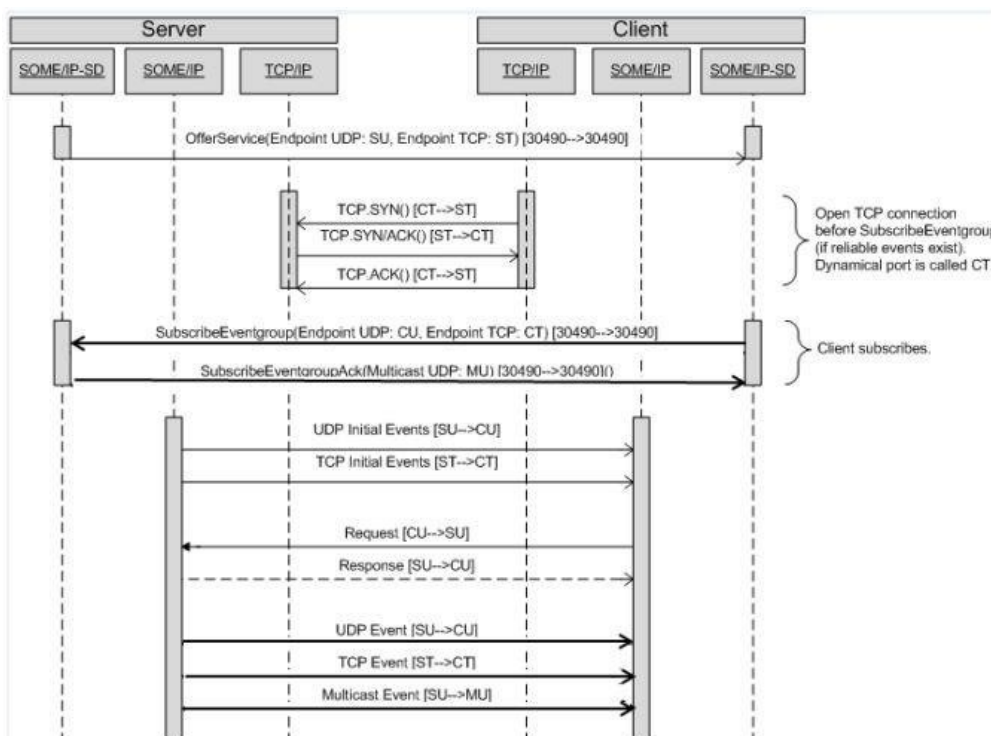 Server
Client
SOME/IP-SD
SOME/IP
TCP/IP
TCP/IP
SOME/IP
SOME/IP-SD
OfferService(Endpoint UDP: SU, Endpoint TCP: ST) [30490-->30490]
TCP.SYN() [CT-->ST]
TCP.SYN/ACK() [ST-->CT]
TCP.ACK() [CT-->ST]
Open TCP connection
before SubscribeEventgroup
(if reliable events exist).
Dynamical port is called CT
SubscribeEventgroup(Endpoint UDP: CU, Endpoint TCP: CT) [30490-->30490]
SubscribeEventgroupAck(Multicast UDP: MU) [30490-->30490]()
Client subscribes.
UDP Initial Events [SU-->CU]
TCP Initial Events [ST-->CT]
Request [CU-->SU]
Response [SU-->CU]
UDP Event [SU-->CU]
TCP Event [ST-->CT]
Multicast Event [SU-->MU]